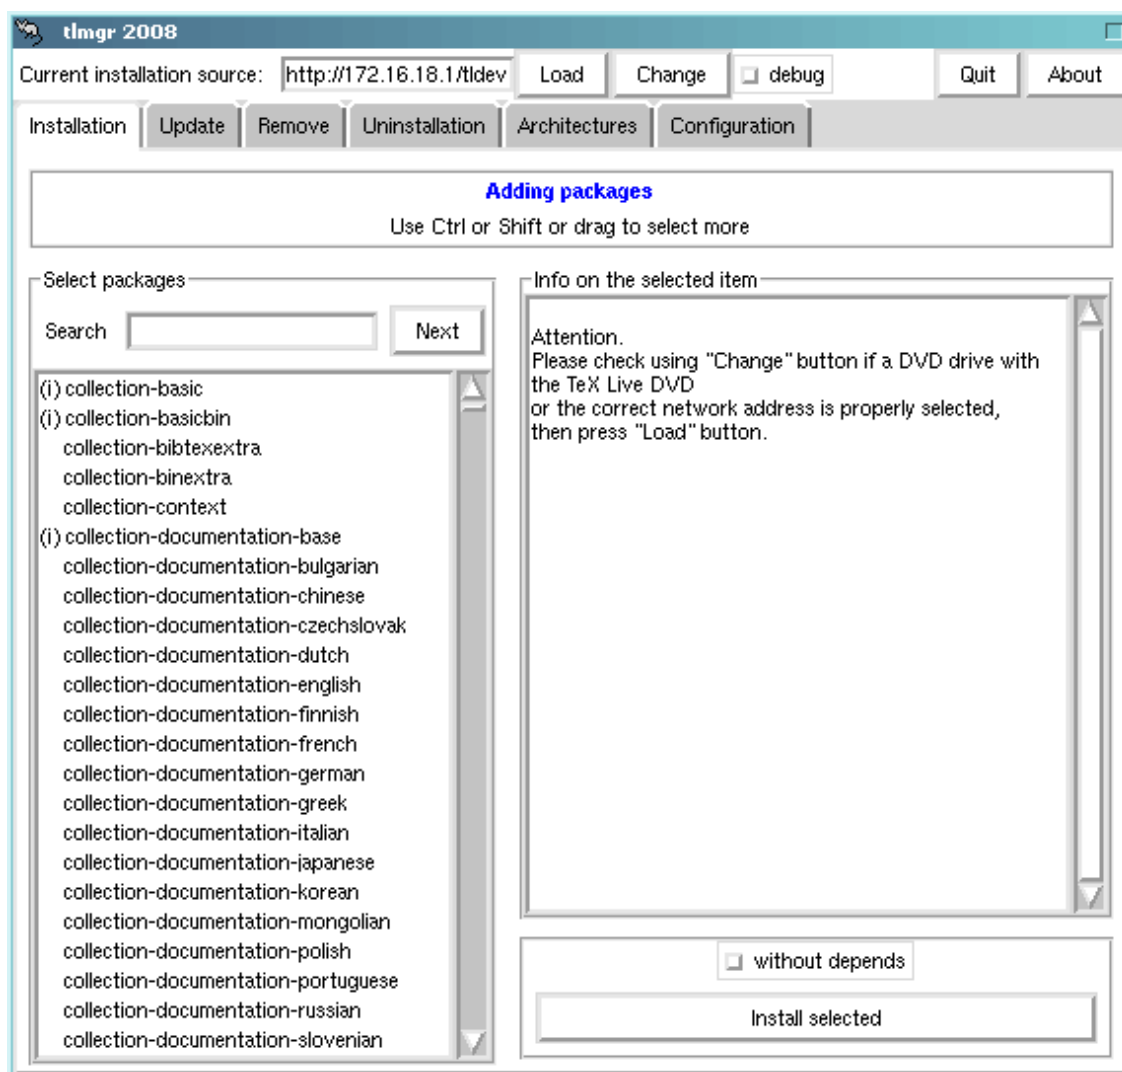 tlmgr 2008
Current installation source: http://172.16.18.1/tldev Load Change debug Quit About
Installation Update Remove Uninstallation Architectures Configuration
Adding packages
Use Ctrl or Shift or drag to select more
Select packages
Search Next
(i) collection-basic
(i) collection-basicbin
collection-bibtexextra
collection-binextra
collection-context
(i) collection-documentation-base
collection-documentation-bulgarian
collection-documentation-chinese
collection-documentation-czechslovak
collection-documentation-dutch
collection-documentation-english
collection-documentation-finnish
collection-documentation-french
collection-documentation-german
collection-documentation-greek
collection-documentation-italian
collection-documentation-japanese
collection-documentation-korean
collection-documentation-mongolian
collection-documentation-polish
collection-documentation-portuguese
collection-documentation-russian
collection-documentation-slovenian
Info on the selected item
Attention.
Please check using "Change" button if a DVD drive with
the TeX Live DVD
or the correct network address is properly selected,
then press "Load" button.
without depends
Install selected